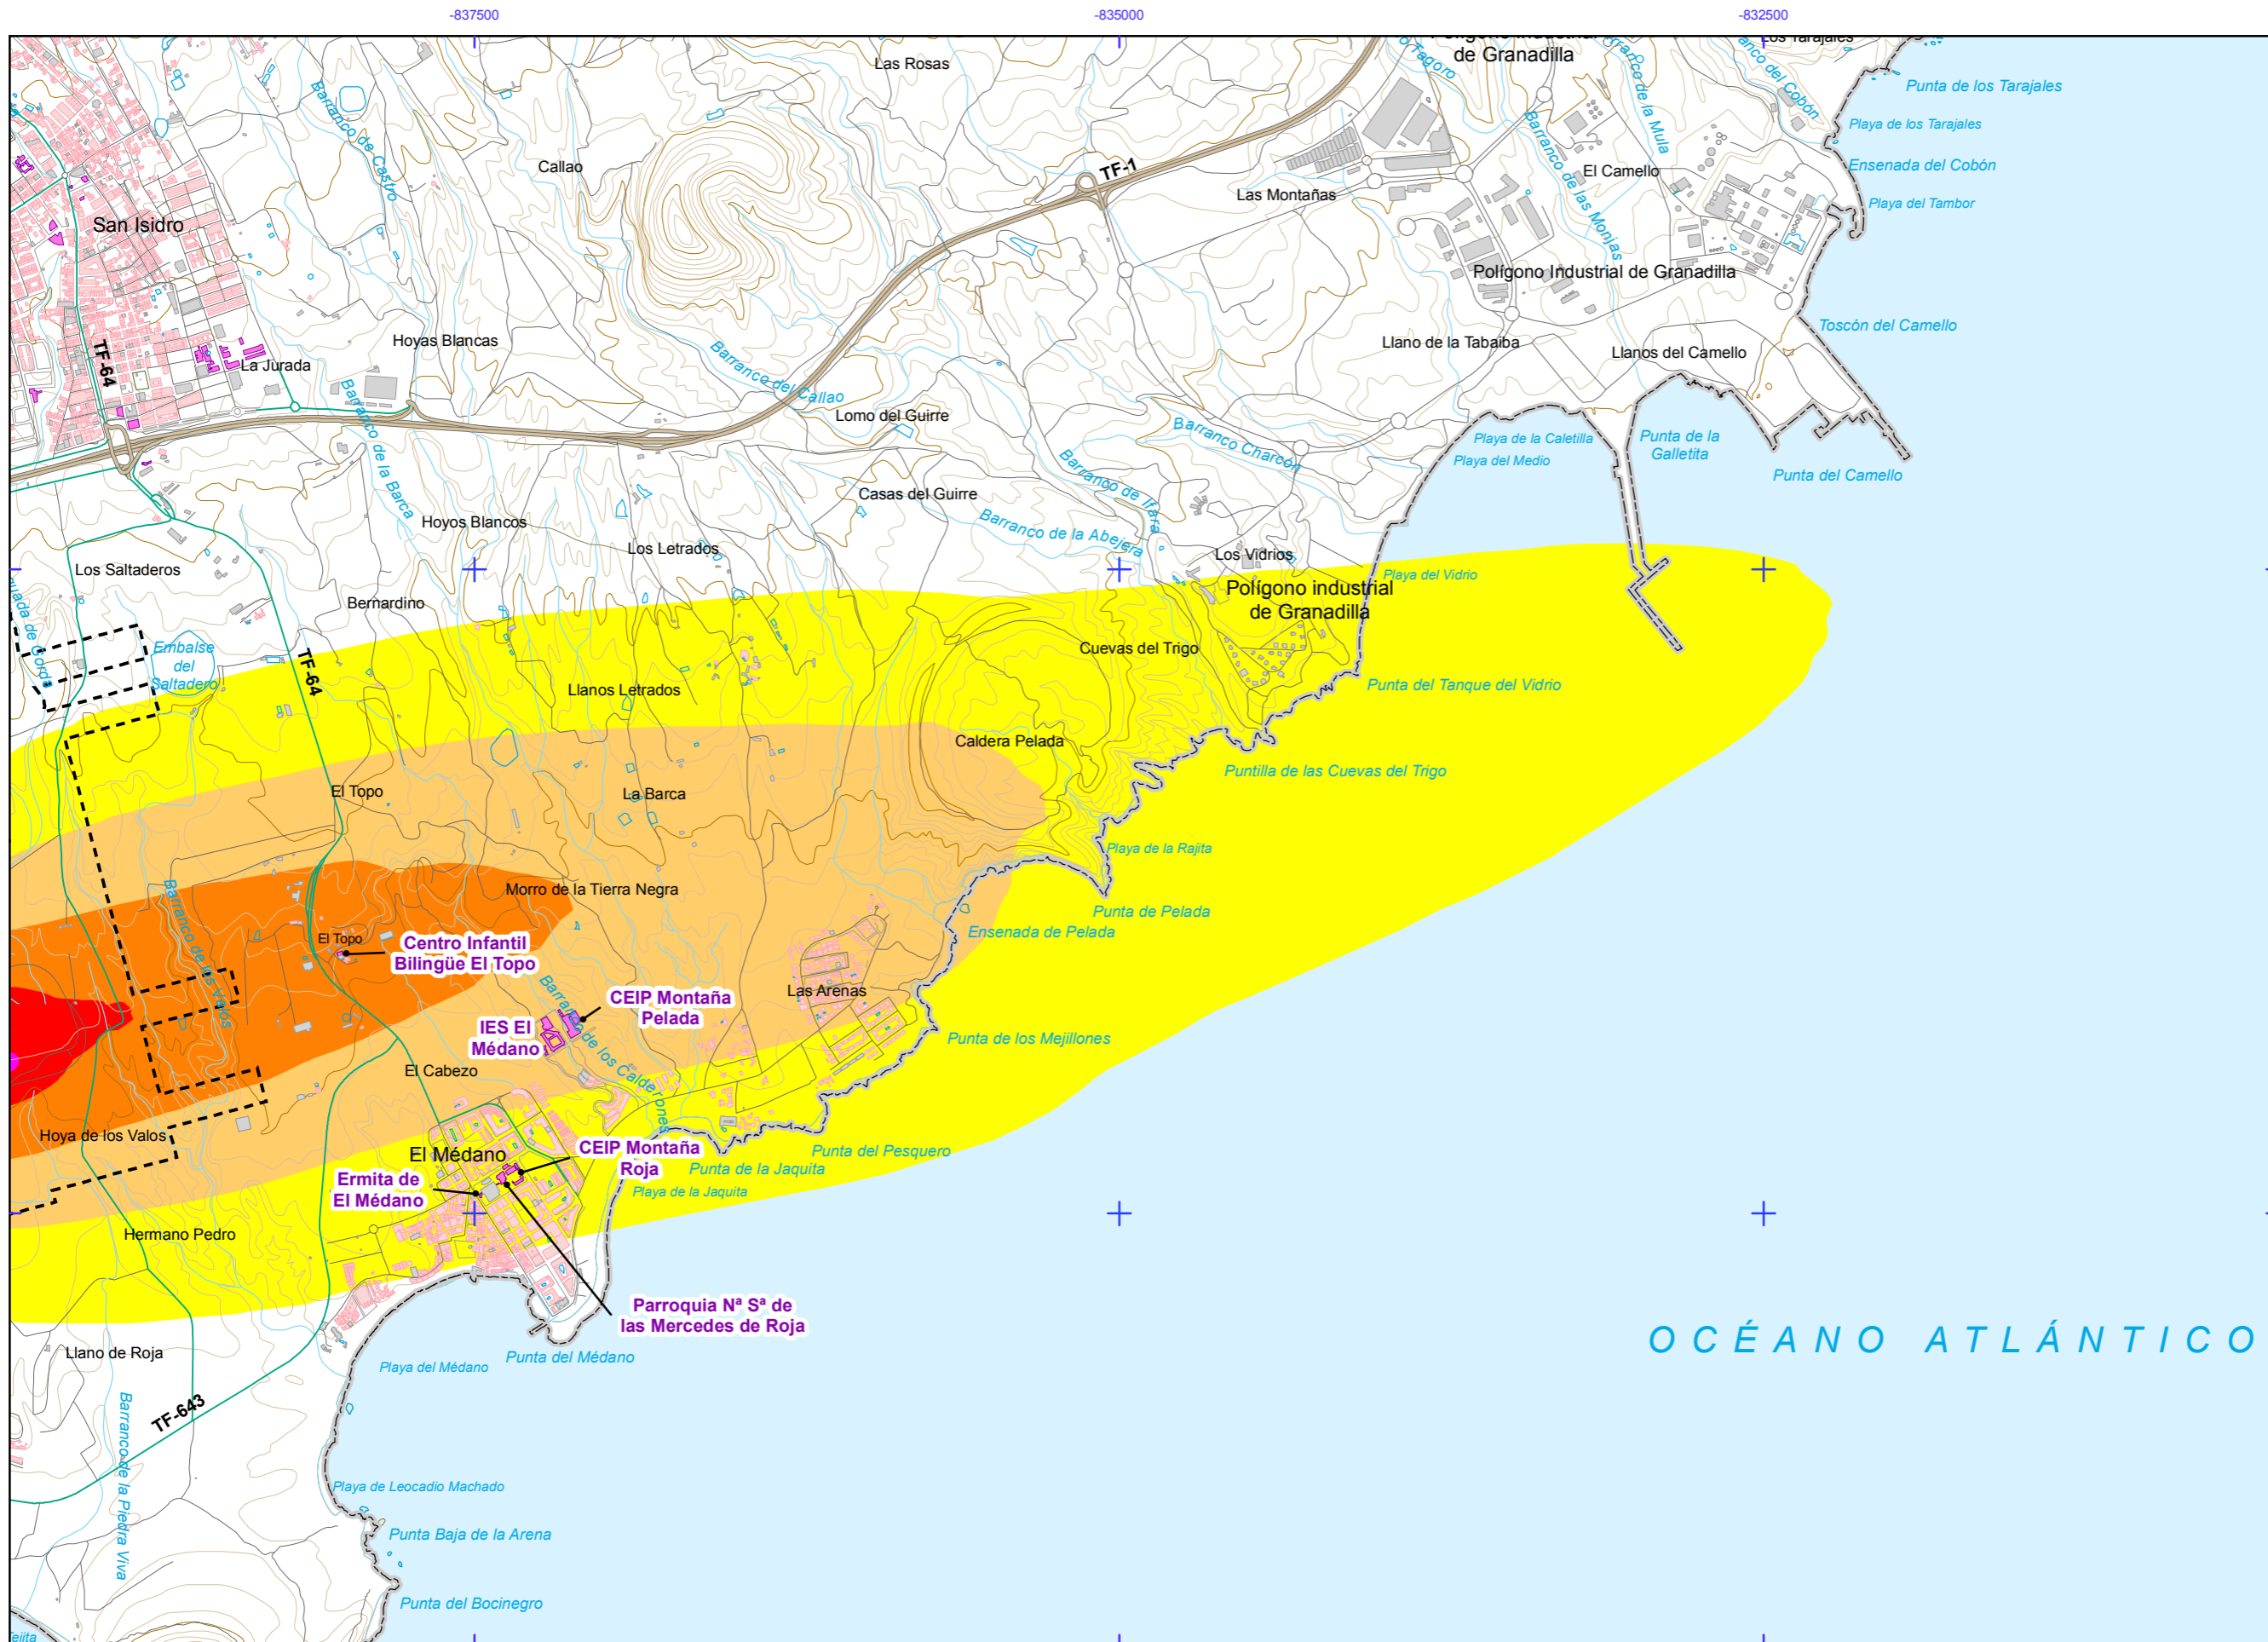 -837500
-835000
-832500
Las Rosas
de Granadilla
Los Tarajales
Punta de los Tarajales
Barranco de Castro
Tagoro
Barranco de la Mula
Barranco del Cobón
Playa de los Tarajales
Callao
TF-1
Las Montañas
El Camello
Ensenada del Cobón
Playa del Tambor
San Isidro
Barranco de las Monjas
Polígono Industrial de Granadilla
Toscón del Camello
TF-64
La Jurada
Hoyas Blancas
Barranco del Callao
Llano de la Tabaiba
Llanos del Camello
Barranco de la Barca
Lomo del Guirre
Barranco Charcón
Playa de la Caletilla
Playa del Medio
Punta de la
Galletita
Punta del Camello
Barranco de Ifara
Casas del Guirre
Hoyos Blancos
Barranco de la Abejera
Los Letrados
Los Vidrios
Los Saltaderos
Playa del Vidrio
Polígono industrial
de Granadilla
Bernardino
Embalse
del
Saltadero
TF-64
Cuevas del Trigo
Llanos Letrados
Punta del Tanque del Vidrio
Caldera Pelada
Puntilla de las Cuevas del Trigo
El Topo
La Barca
Playa de la Rajita
Barranco de los Valos
Morro de la Tierra Negra
Punta de Pelada
El Topo
Centro Infantil
Bilingüe El Topo
Ensenada de Pelada
Las Arenas
CEIP Montaña
Pelada
IES El
Médano
Barranco de los Calderones
Punta de los Mejillones
El Cabezo
Hoya de los Valos
El Médano
CEIP Montaña
Roja
Punta del Pesquero
Punta de la Jaquita
Playa de la Jaquita
Ermita de
El Médano
Hermano Pedro
Parroquia Nª Sª de
las Mercedes de Roja
OCÉANO ATLÁNTICO
Llano de Roja
Playa del Médano
Punta del Médano
TF-643
Barranco de la Piedra Viva
Playa de Leocadio Machado
Punta Baja de la Arena
Punta del Bocinegro